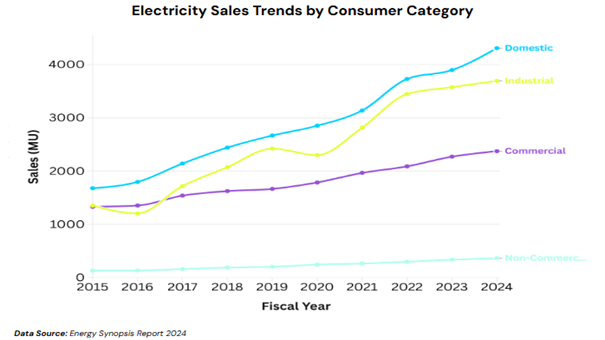 Electricity Sales Trends by Consumer Category
Sales (MU)
4000
3000
2000
1000
0
Domestic
Industrial
Commercial
Non-Commerc...
2015 2016 2017 2018 2019 2020 2021 2022 2023 2024
Fiscal Year
Data Source: Energy Synopsis Report 2024